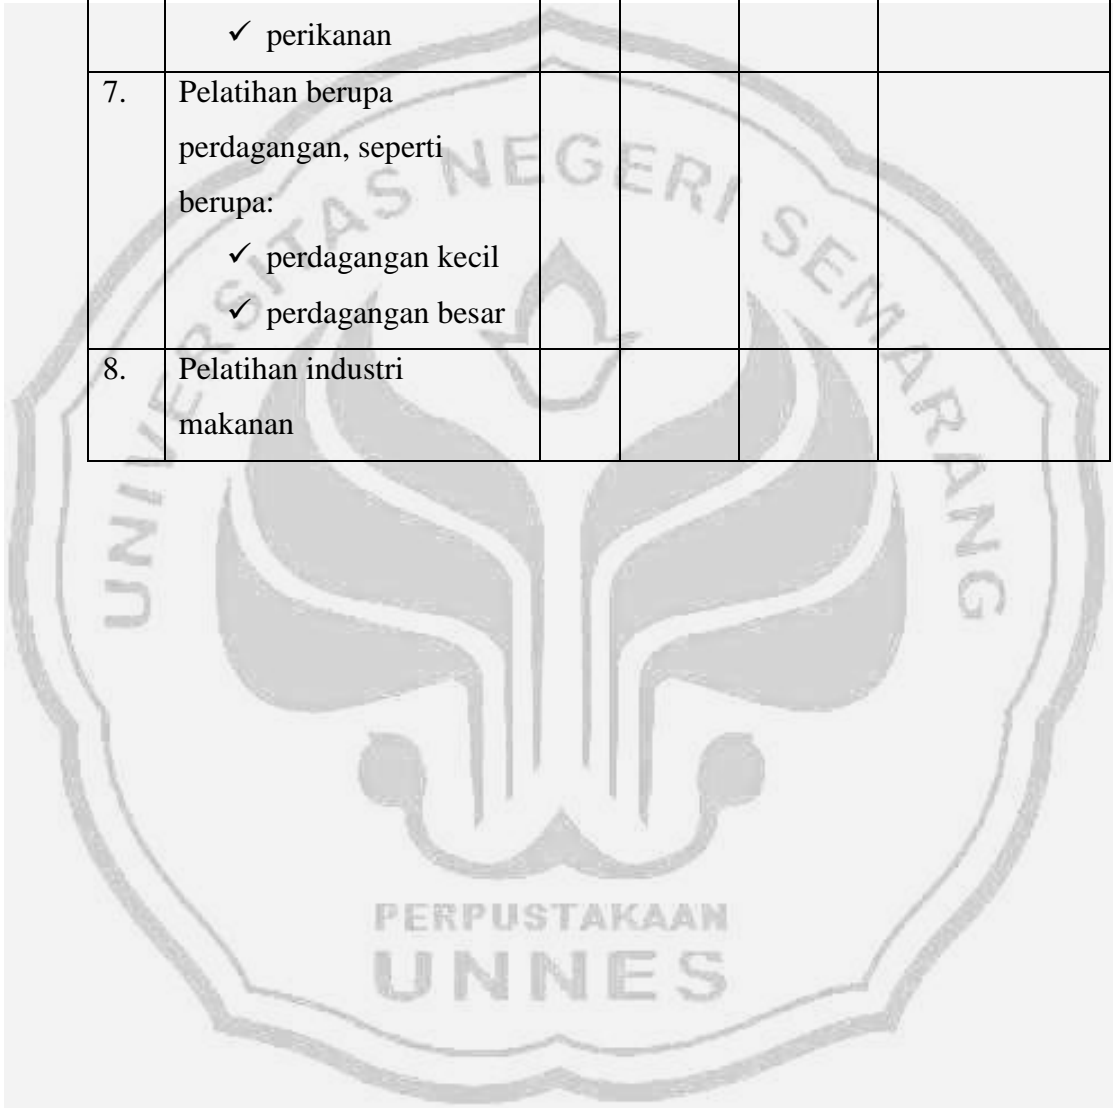 ✓ perikanan
7. Pelatihan berupa
perdagangan, seperti
berupa:
✓ perdagangan kecil
✓ perdagangan besar
8. Pelatihan industri
makanan
UNIVERSITAS NEGERI SEMARANG
PERPUSTAKAAN
UNNES